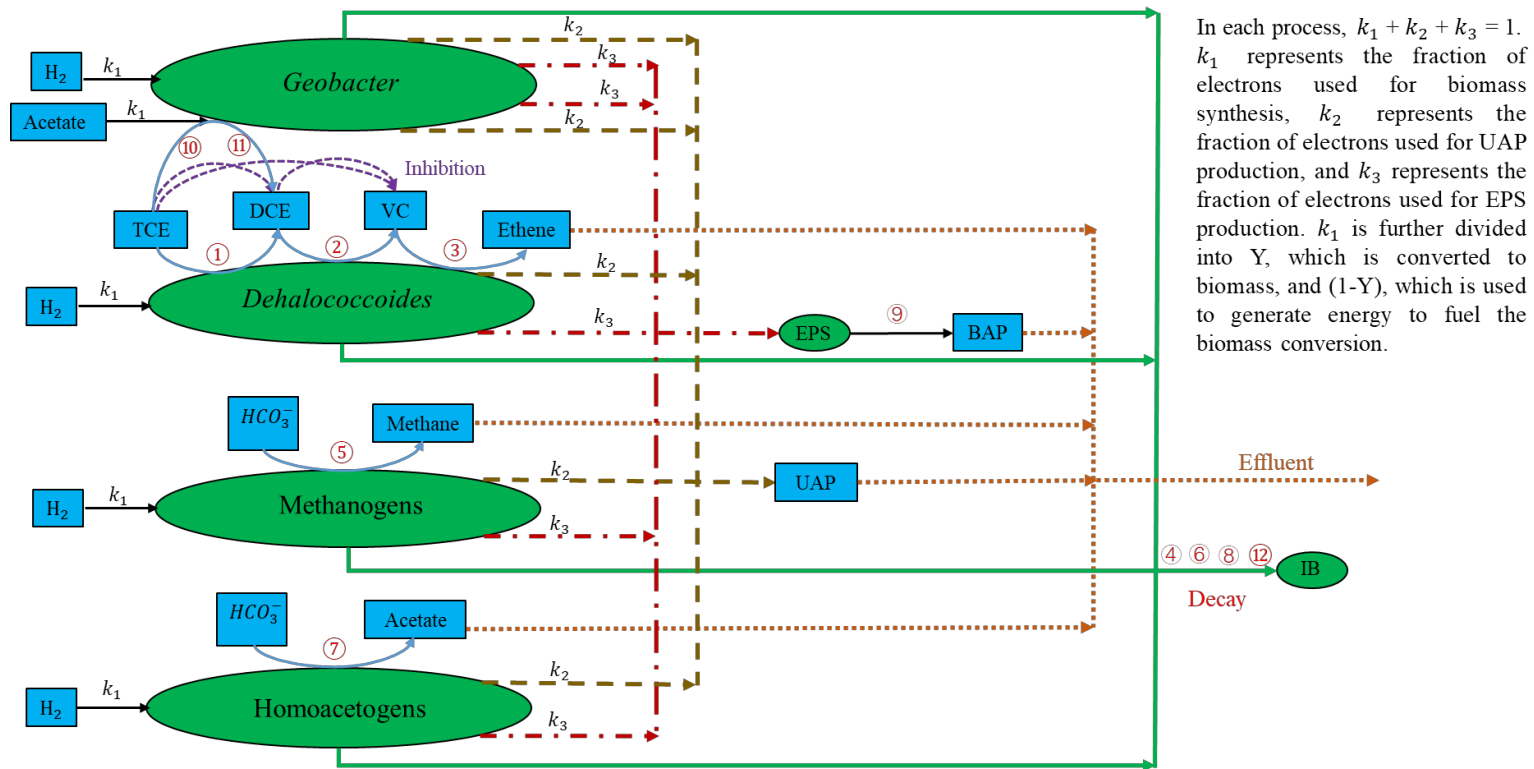 In each process, k₁ + k₂ + k₃ = 1.
k₁ represents the fraction of
electrons used for biomass
synthesis, k₂ represents the
fraction of electrons used for UAP
production, and k₃ represents the
fraction of electrons used for EPS
production. k₁ is further divided
into Y, which is converted to
biomass, and (1-Y), which is used
to generate energy to fuel the
biomass conversion.
H₂
k₁
Geobacter
k₂
k₃
k₃
k₂
Acetate
k₁
⑩
⑪
Inhibition
TCE
DCE
VC
Ethene
①
②
③
H₂
k₁
Dehalococcoides
k₂
k₃
EPS
⑨
BAP
HCO₃⁻
Methane
⑤
H₂
k₁
Methanogens
k₂
k₃
UAP
Effluent
④ ⑥ ⑧ ⑫
IB
Decay
HCO₃⁻
Acetate
⑦
H₂
k₁
Homoacetogens
k₂
k₃